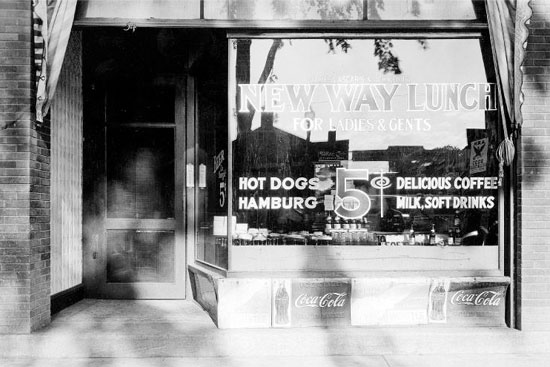 NEW WAY LUNCH
FOR LADIES & GENTS
HOT DOGS 5¢ DELICIOUS COFFEE
HAMBURG MILK, SOFT DRINKS
5
Coca-Cola Coca-Cola